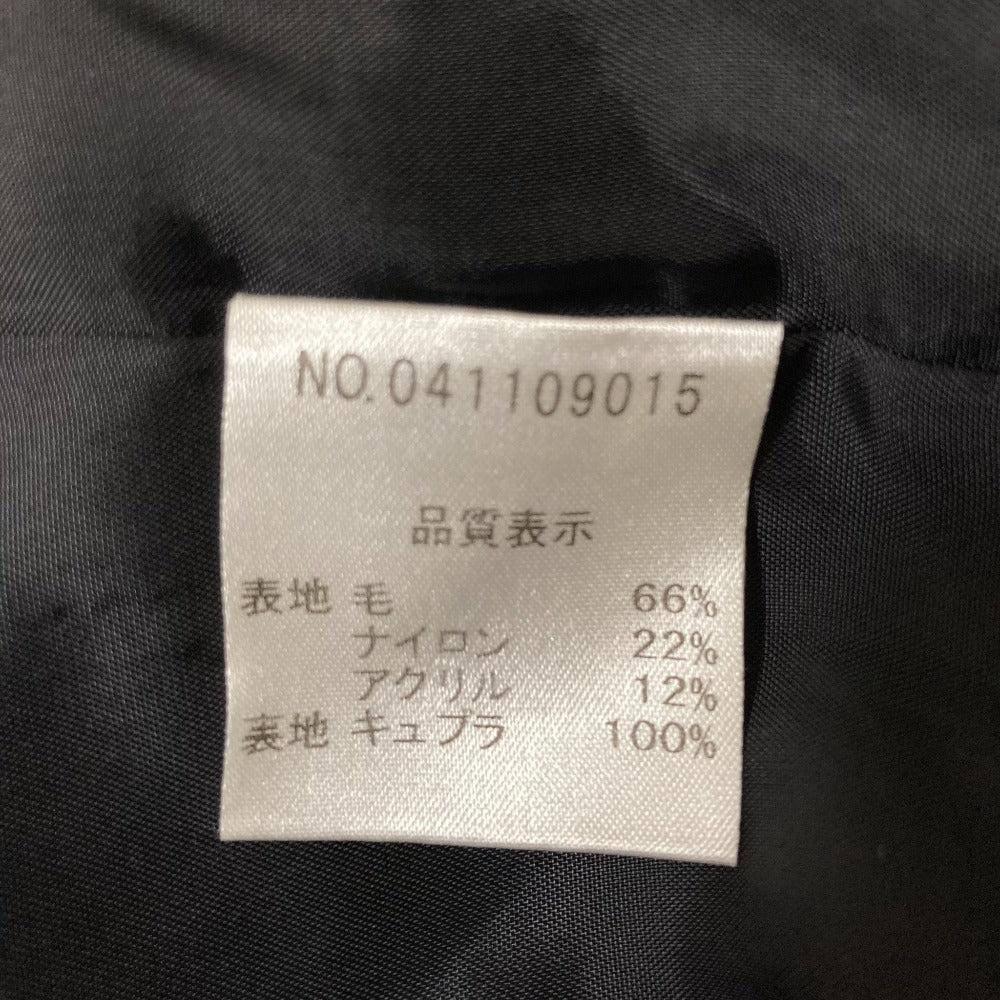 NO.041109015
品質表示
表地 毛 66%
ナイロン 22%
アクリル 12%
表地 キュプラ 100%